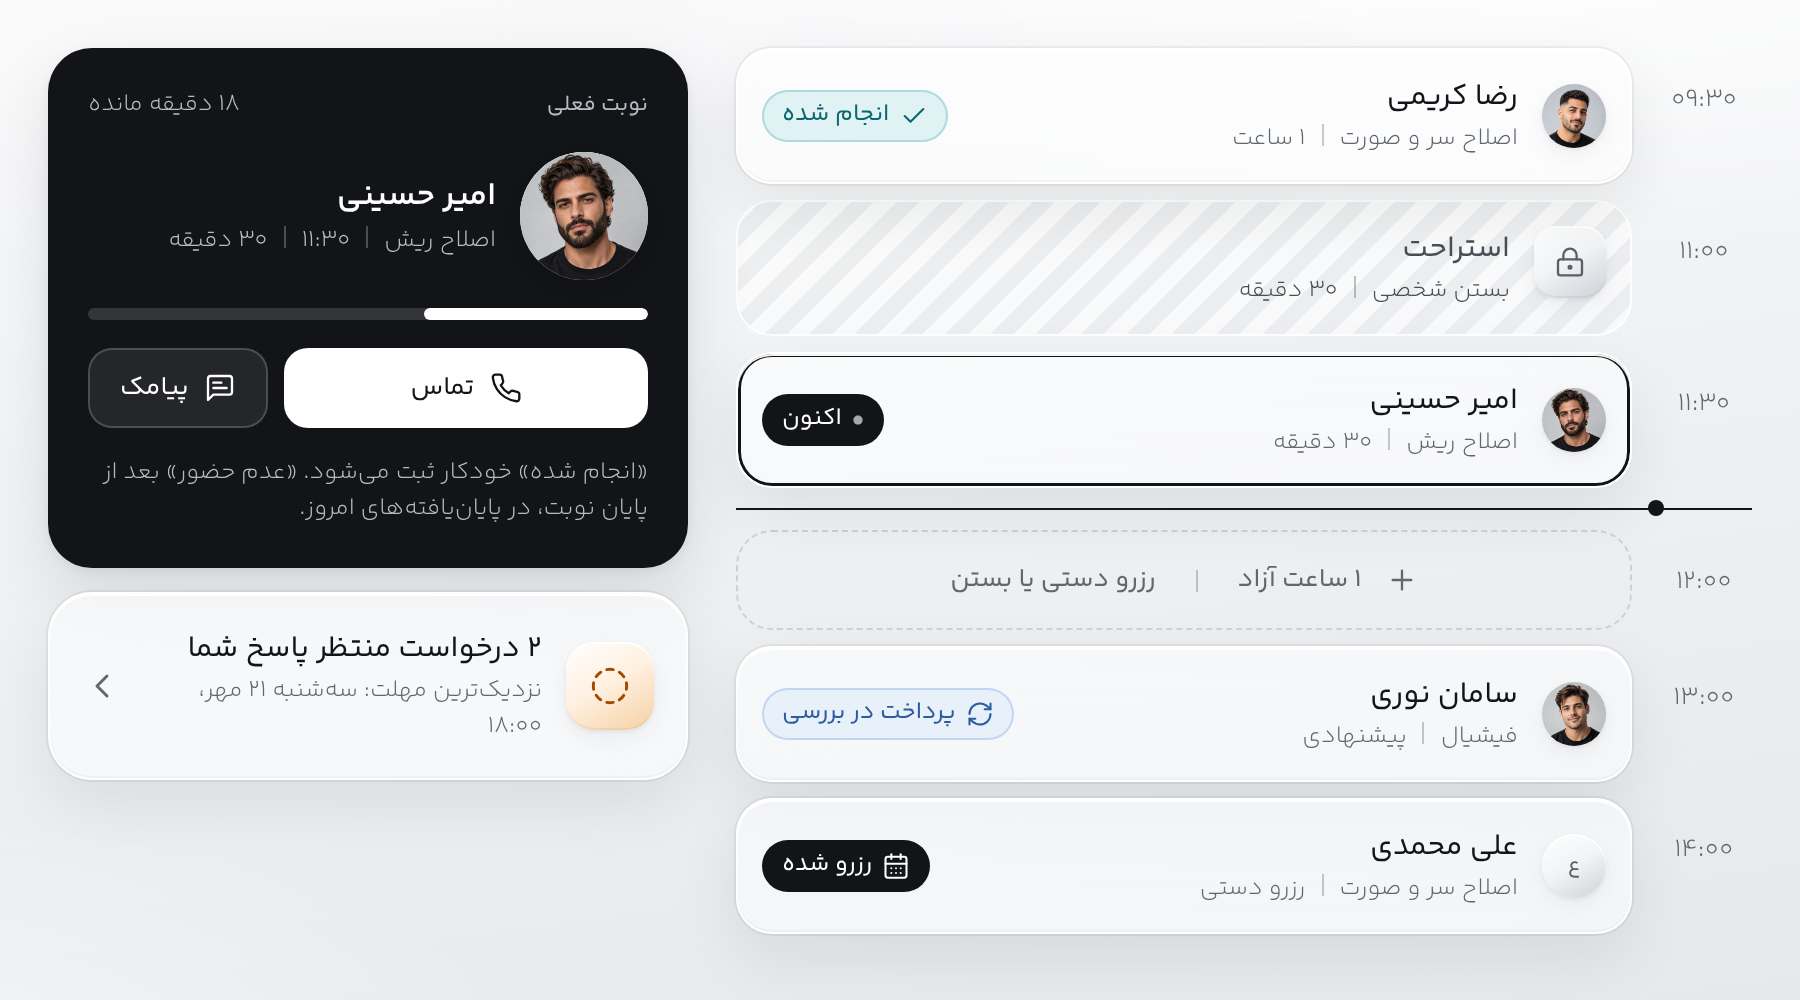 ۰۹:۳۰
رضا کریمی
اصلاح سر و صورت | ۱ ساعت
انجام شده
۱۱:۰۰
استراحت
بستن شخصی | ۳۰ دقیقه
۱۱:۳۰
امیر حسینی
اصلاح ریش | ۳۰ دقیقه
اکنون
۱۲:۰۰
۱ ساعت آزاد | رزرو دستی یا بستن
۱۳:۰۰
سامان نوری
فیشیال | پیشنهادی
پرداخت در بررسی
۱۴:۰۰
ع
علی محمدی
اصلاح سر و صورت | رزرو دستی
رزرو شده
نوبت فعلی
۱۸ دقیقه مانده
امیر حسینی
اصلاح ریش | ۱۱:۳۰ | ۳۰ دقیقه
تماس
پیامک
«انجام شده» خودکار ثبت می‌شود. «عدم حضور» بعد از
پایان نوبت، در پایان‌یافته‌های امروز.
۲ درخواست منتظر پاسخ شما
نزدیک‌ترین مهلت: سه‌شنبه ۲۱ مهر،
۱۸:۰۰